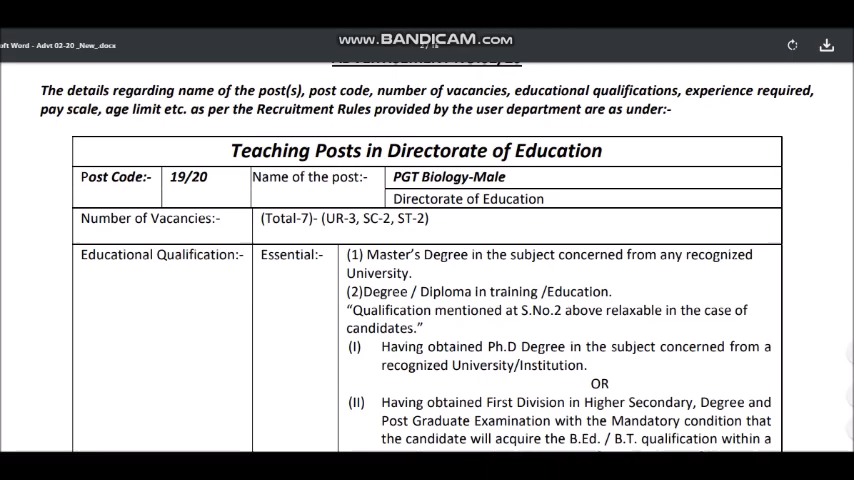 www.BANDICAM.com
oft Word - Advt 02-20 _New_.docx
The details regarding name of the post(s), post code, number of vacancies, educational qualifications, experience required,
pay scale, age limit etc. as per the Recruitment Rules provided by the user department are as under:-
Teaching Posts in Directorate of Education
Post Code:- 19/20 Name of the post:- PGT Biology-Male
Directorate of Education
Number of Vacancies:- (Total-7)- (UR-3, SC-2, ST-2)
Educational Qualification:- Essential:- (1) Master’s Degree in the subject concerned from any recognized
University.
(2)Degree / Diploma in training /Education.
“Qualification mentioned at S.No.2 above relaxable in the case of
candidates.”
(I) Having obtained Ph.D Degree in the subject concerned from a
recognized University/Institution.
OR
(II) Having obtained First Division in Higher Secondary, Degree and
Post Graduate Examination with the Mandatory condition that
the candidate will acquire the B.Ed. / B.T. qualification within a